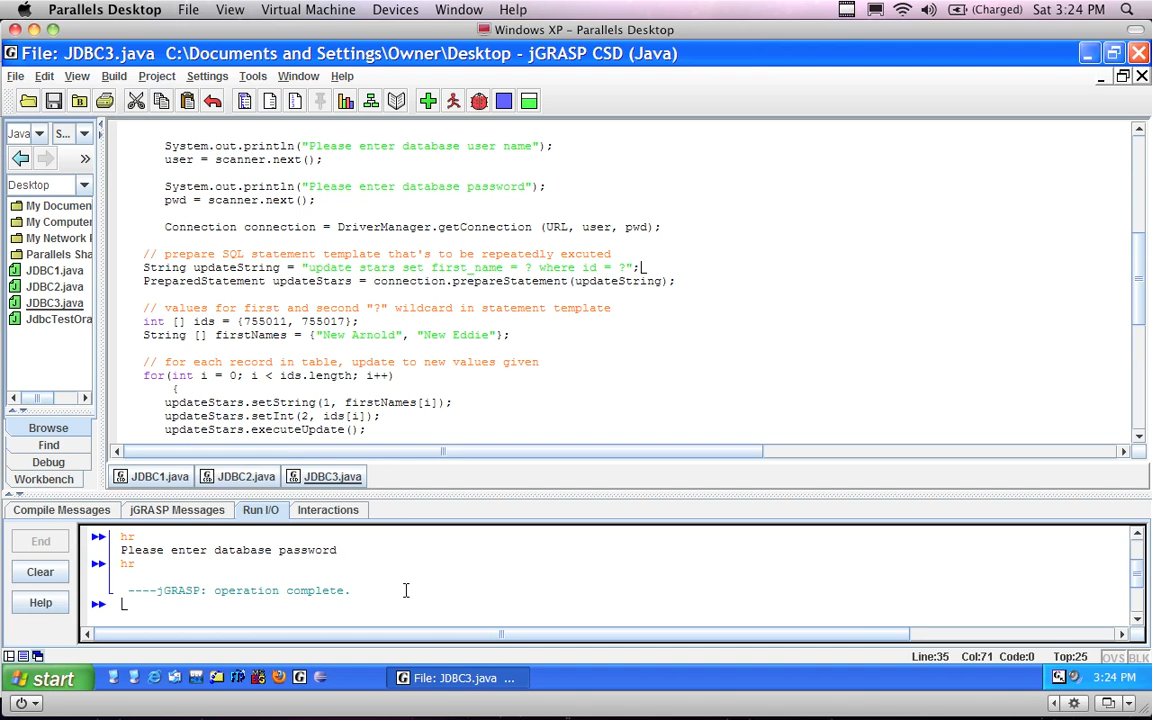 Parallels Desktop File View Virtual Machine Devices Window Help (Charged) Sat 3:24 PM
Windows XP - Parallels Desktop
File: JDBC3.java C:\Documents and Settings\Owner\Desktop - jGRASP CSD (Java)
File Edit View Build Project Settings Tools Window Help
Java S...
Desktop
My Documen
My Computer
My Network F
Parallels Sha
JDBC1.java
JDBC2.java
JDBC3.java
JdbcTestOra
Browse
Find
Debug
Workbench
System.out.println("Please enter database user name");
user = scanner.next();
System.out.println("Please enter database password");
pwd = scanner.next();
Connection connection = DriverManager.getConnection (URL, user, pwd);
// prepare SQL statement template that's to be repeatedly excuted
String updateString = "update stars set first_name = ? where id = ?";
PreparedStatement updateStars = connection.prepareStatement(updateString);
// values for first and second "?" wildcard in statement template
int [] ids = {755011, 755017};
String [] firstNames = {"New Arnold", "New Eddie"};
// for each record in table, update to new values given
for(int i = 0; i < ids.length; i++)
{
updateStars.setString(1, firstNames[i]);
updateStars.setInt(2, ids[i]);
updateStars.executeUpdate();
JDBC1.java JDBC2.java JDBC3.java
Compile Messages jGRASP Messages Run I/O Interactions
End
Clear
Help
hr
Please enter database password
hr
----jGRASP: operation complete.
Line:35 Col:71 Code:0 Top:25 OVS BLK
start File: JDBC3.java ... 3:24 PM